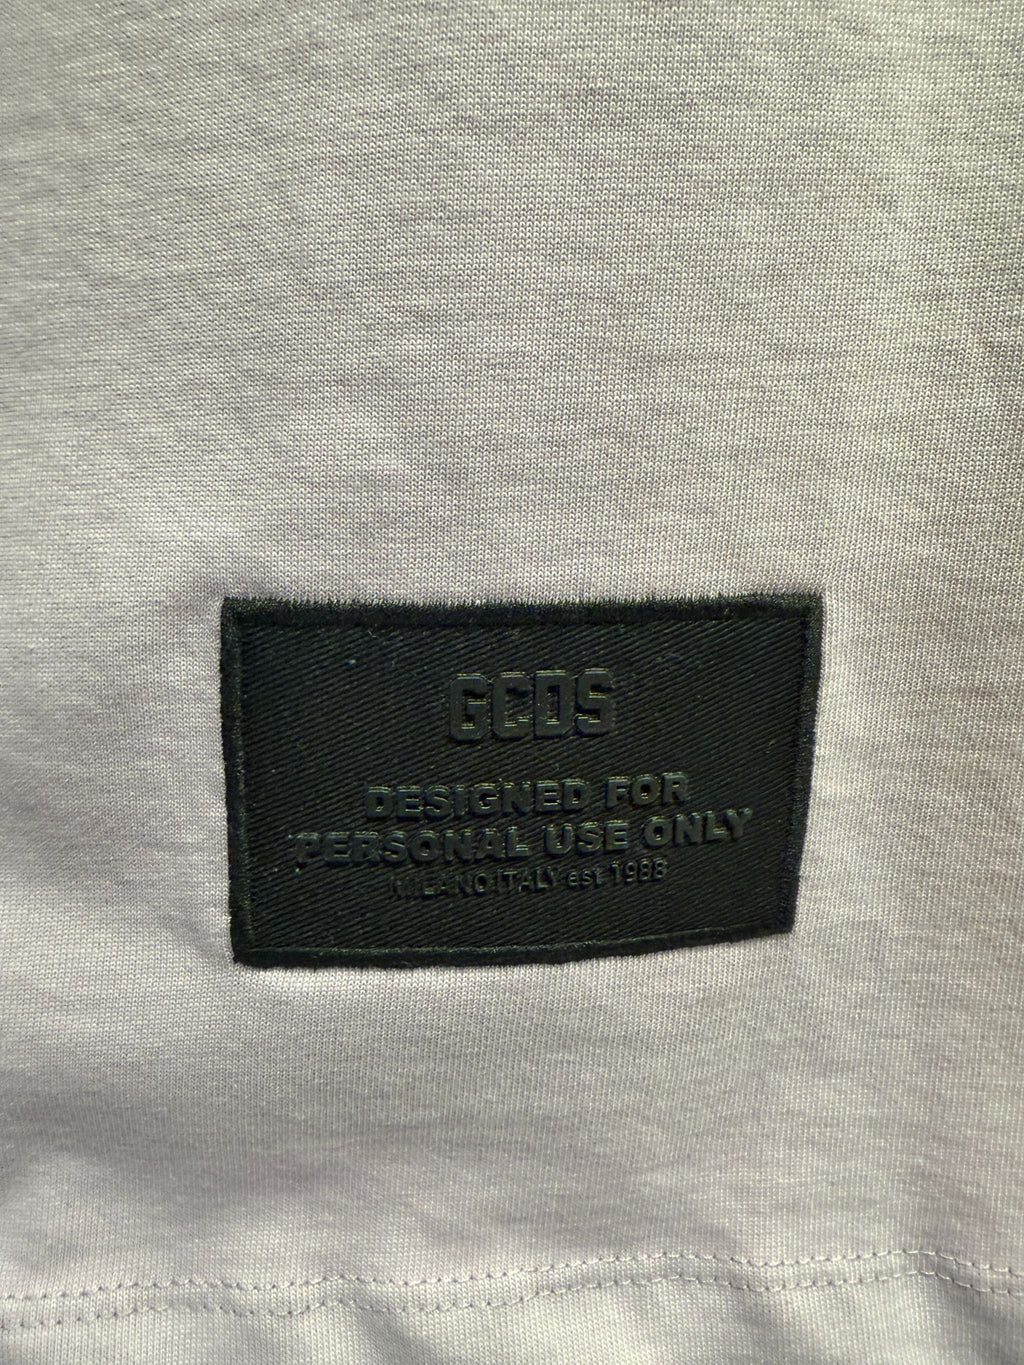 GCDS
DESIGNED FOR
PERSONAL USE ONLY
MILANO ITALY est 1988